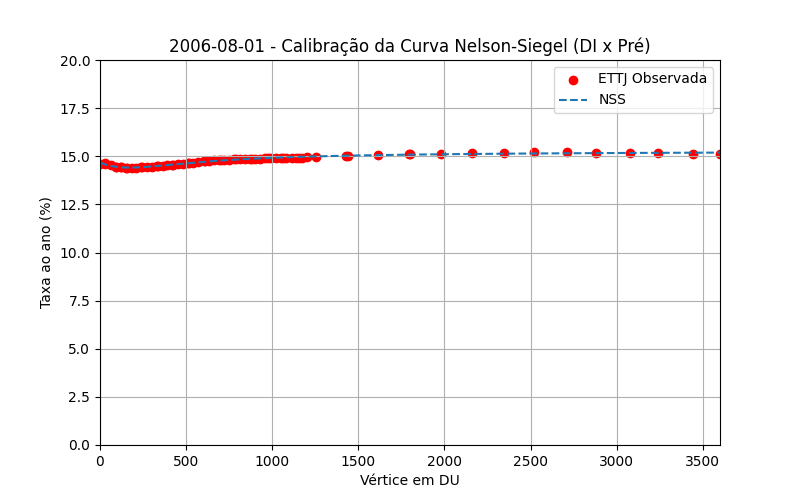 2006-08-01 - Calibração da Curva Nelson-Siegel (DI x Pré)
ETTJ Observada
NSS
Taxa ao ano (%)
20.0
17.5
15.0
12.5
10.0
7.5
5.0
2.5
0.0
0 500 1000 1500 2000 2500 3000 3500
Vértice em DU